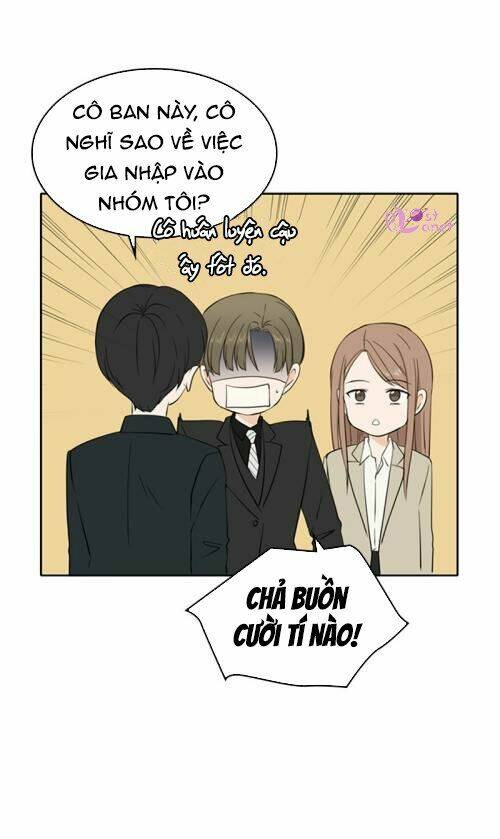 CÔ BAN NÀY, CÔ
NGHĨ SAO VỀ VIỆC
GIA NHẬP VÀO
NHÓM TÔI?
Cô huấn luyện cậu
ấy tốt đó.
CHẢ BUỒN
CƯỜI TÍ NÀO!